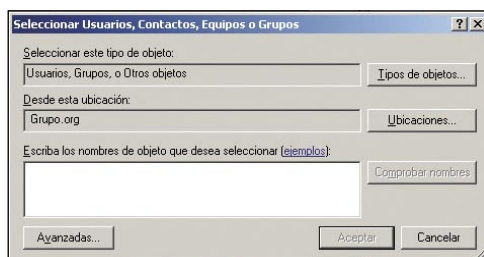 Seleccionar Usuarios, Contactos, Equipos o Grupos
Seleccionar este tipo de objeto:
Usuarios, Grupos, o Otros objetos
Tipos de objetos...
Desde esta ubicación:
Grupo.org
Ubicaciones...
Escriba los nombres de objeto que desea seleccionar (ejemplos):
Comprobar nombres
Avanzadas...
Aceptar
Cancelar